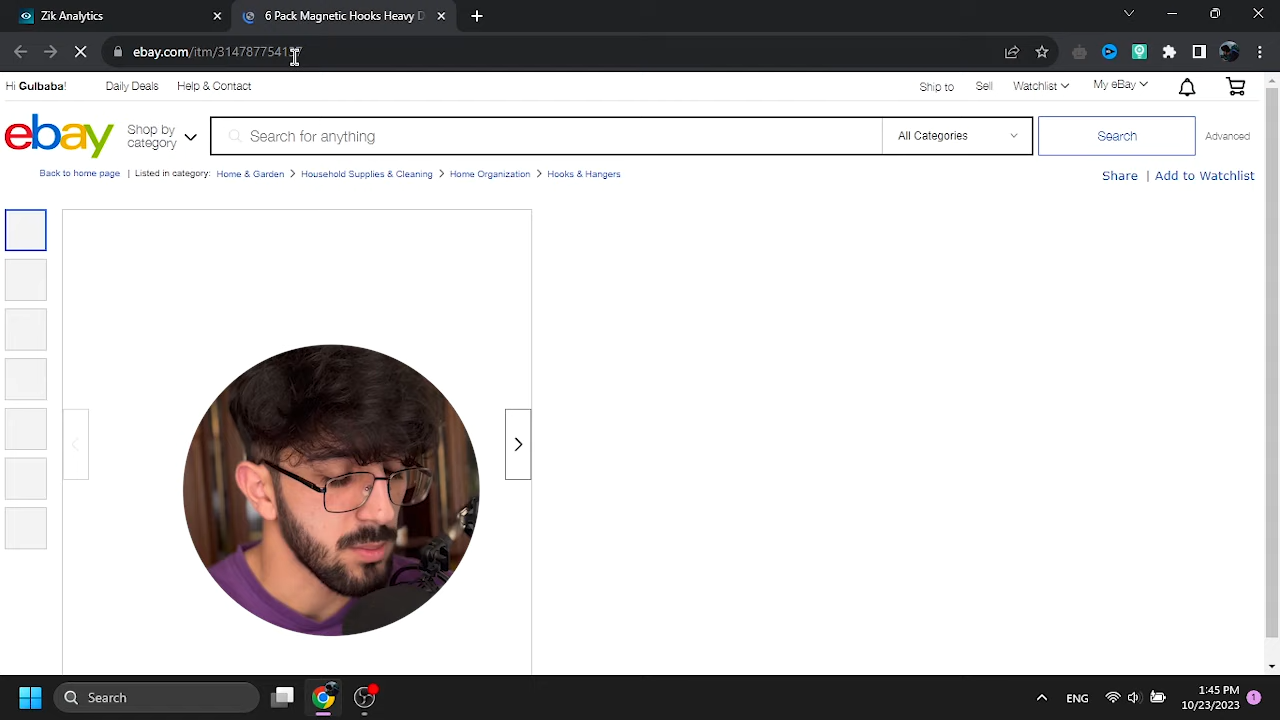 Zik Analytics
6 Pack Magnetic Hooks Heavy D
ebay.com/itm/314787754137
Hi Gulbaba!
Daily Deals
Help & Contact
Ship to
Sell
Watchlist
My eBay
ebay
Shop by
category
Search for anything
All Categories
Search
Advanced
Back to home page | Listed in category: Home & Garden > Household Supplies & Cleaning > Home Organization > Hooks & Hangers
Share | Add to Watchlist
Search
ENG
1:45 PM
10/23/2023
1